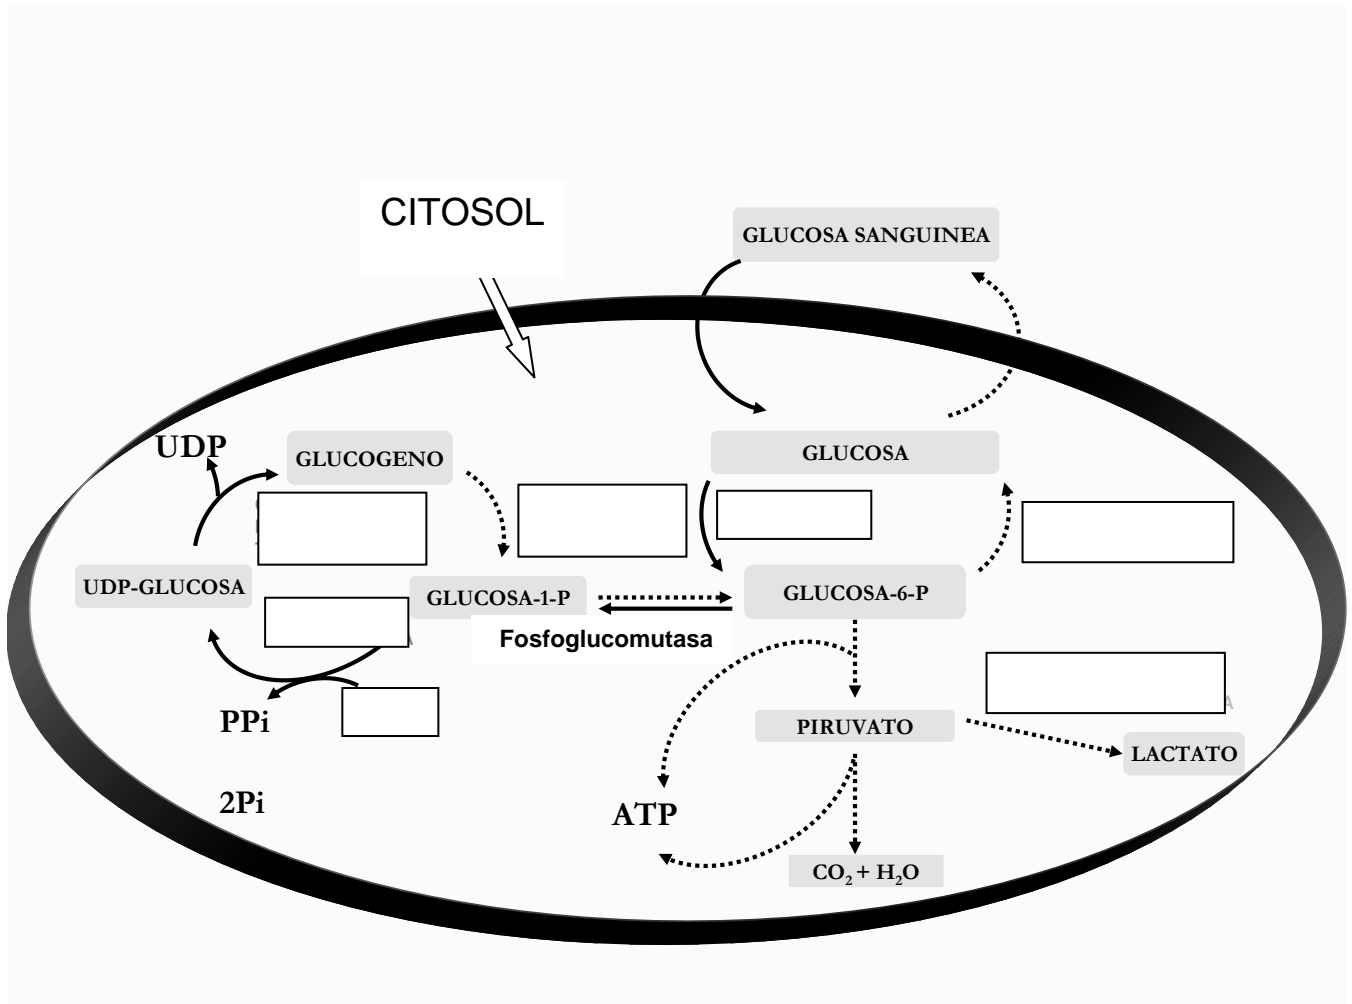 CITOSOL
GLUCOSA SANGUINEA
UDP
GLUCOGENO
GLUCOSA
UDP-GLUCOSA
GLUCOSA-1-P
GLUCOSA-6-P
Fosfoglucomutasa
PPi
PIRUVATO
LACTATO
2Pi
ATP
CO₂ + H₂O